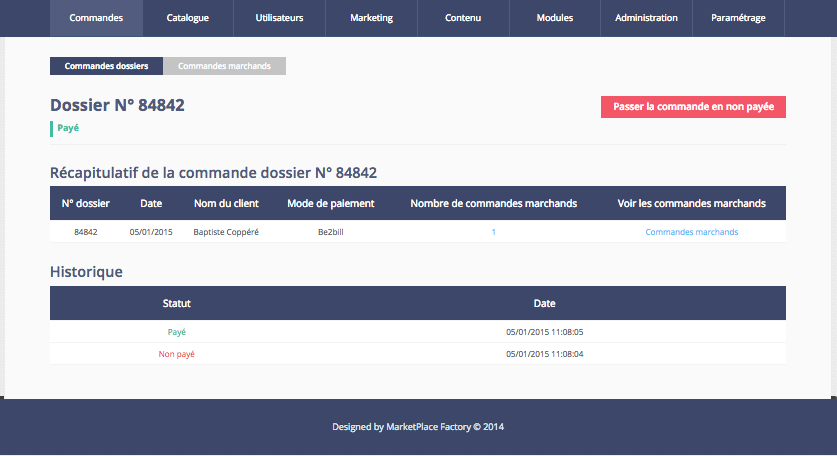 Commandes Catalogue Utilisateurs Marketing Contenu Modules Administration Paramétrage
Commandes dossiers Commandes marchands
Dossier N° 84842 Passer la commande en non payée
Payé
Récapitulatif de la commande dossier N° 84842
N° dossier Date Nom du client Mode de paiement Nombre de commandes marchands Voir les commandes marchands
84842 05/01/2015 Baptiste Coppéré Be2bill 1 Commandes marchands
Historique
Statut Date
Payé 05/01/2015 11:08:05
Non payé 05/01/2015 11:08:04
Designed by MarketPlace Factory © 2014